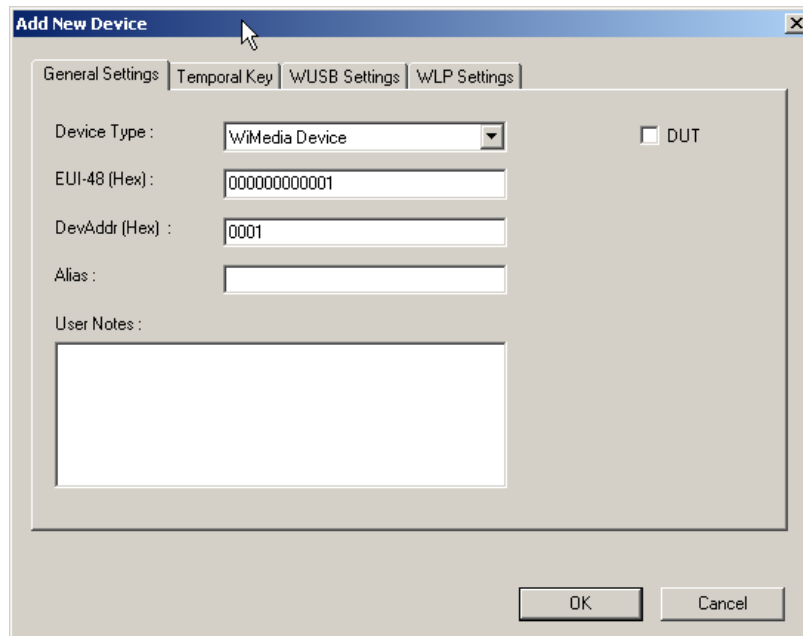 Add New Device
General Settings Temporal Key WUSB Settings WLP Settings
Device Type : WiMedia Device DUT
EUI-48 (Hex) : 000000000001
DevAddr (Hex) : 0001
Alias :
User Notes :
OK Cancel